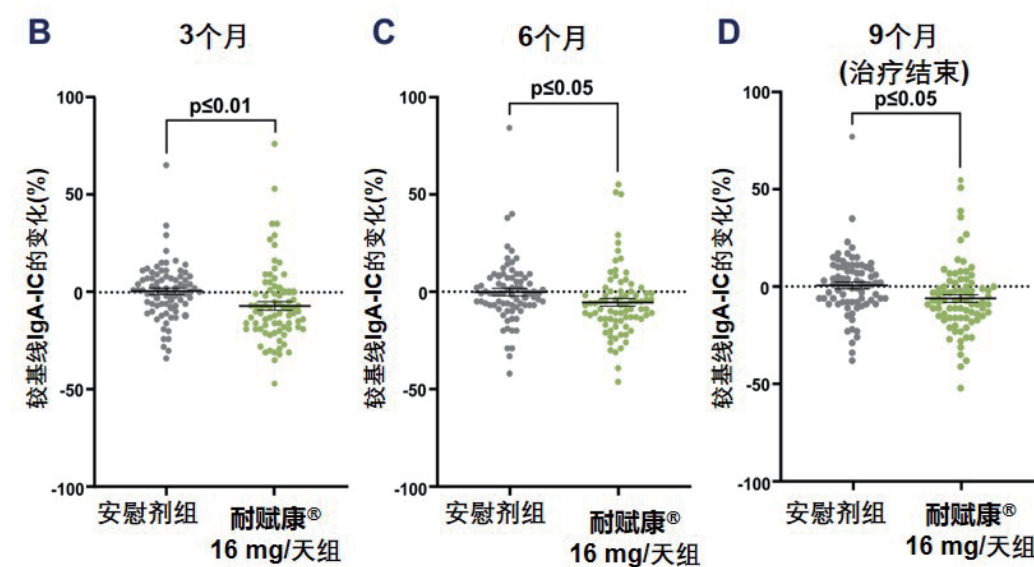 B
3个月
p≤0.01
较基线IgA-IC的变化(%)
100
50
0
-50
-100
安慰剂组
耐赋康®
16 mg/天组
C
6个月
p≤0.05
较基线IgA-IC的变化(%)
100
50
0
-50
-100
安慰剂组
耐赋康®
16 mg/天组
D
9个月
(治疗结束)
p≤0.05
较基线IgA-IC的变化(%)
100
50
0
-50
-100
安慰剂组
耐赋康®
16 mg/天组